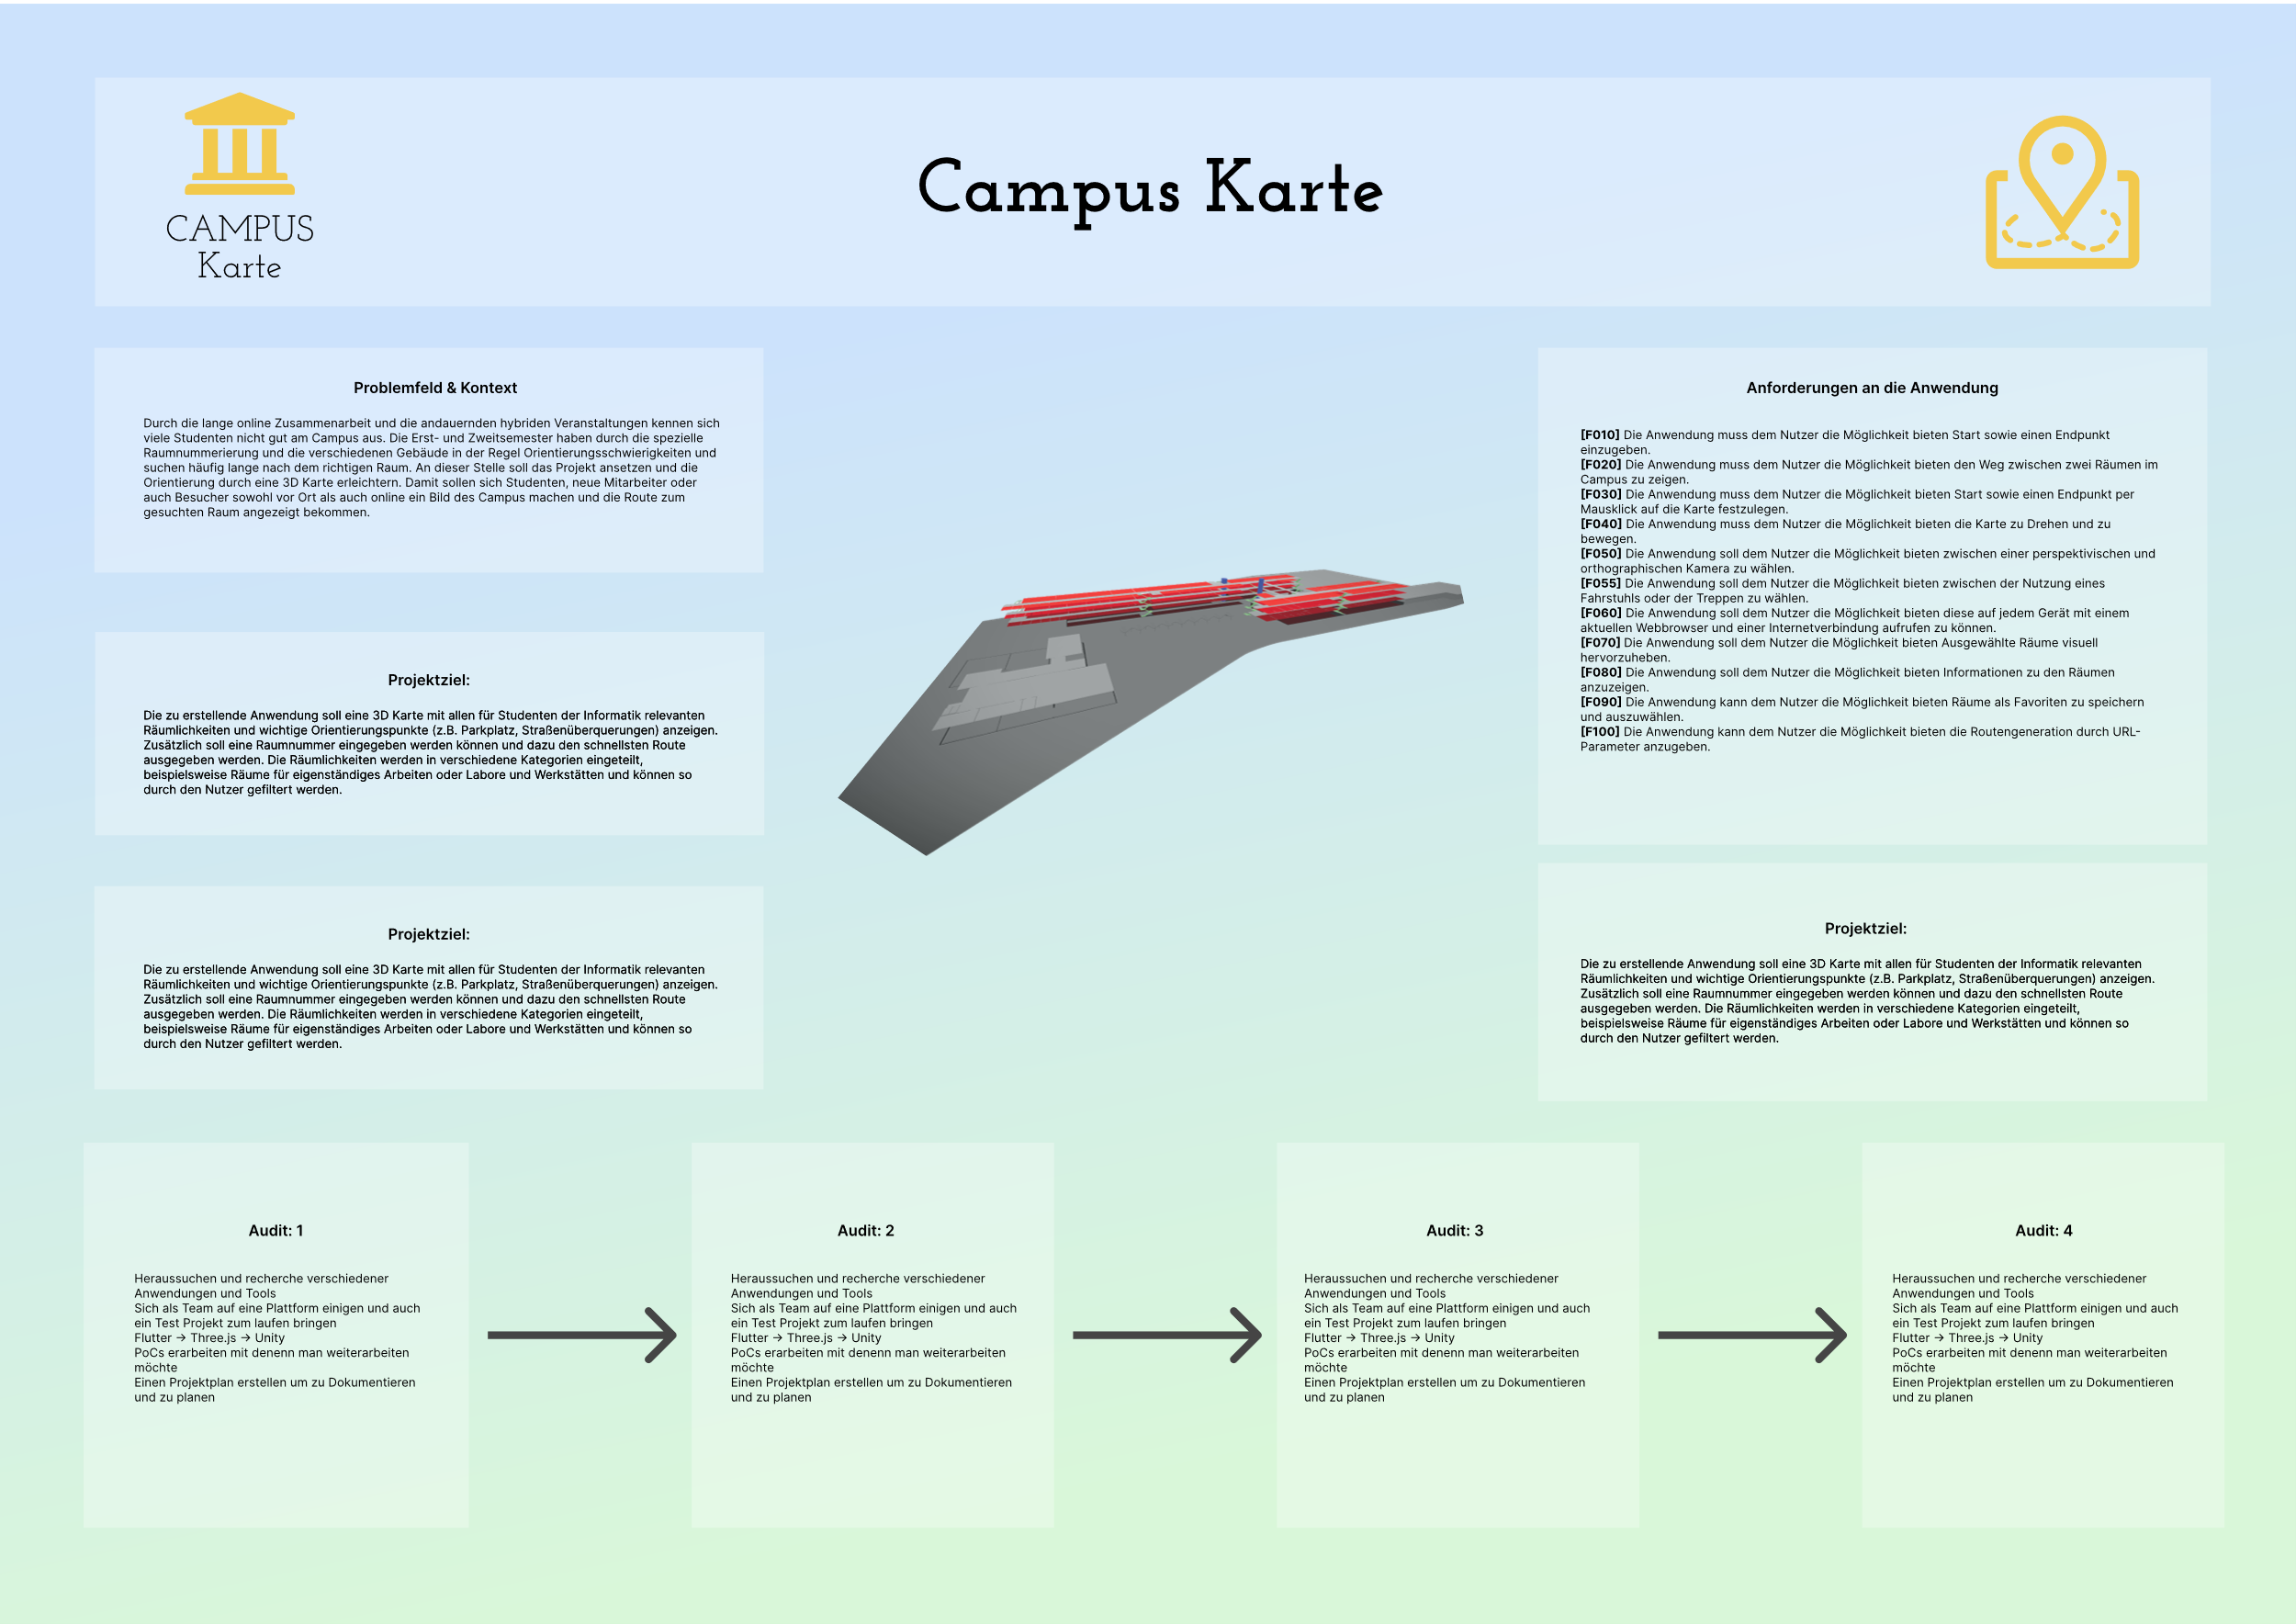 CAMPUS
Karte
Campus Karte
Problemfeld & Kontext
Durch die lange online Zusammenarbeit und die andauernden hybriden Veranstaltungen kennen sich
viele Studenten nicht gut am Campus aus. Die Erst- und Zweitsemester haben durch die spezielle
Raumnummerierung und die verschiedenen Gebäude in der Regel Orientierungsschwierigkeiten und
suchen häufig lange nach dem richtigen Raum. An dieser Stelle soll das Projekt ansetzen und die
Orientierung durch eine 3D Karte erleichtern. Damit sollen sich Studenten, neue Mitarbeiter oder
auch Besucher sowohl vor Ort als auch online ein Bild des Campus machen und die Route zum
gesuchten Raum angezeigt bekommen.
Projektziel:
Die zu erstellende Anwendung soll eine 3D Karte mit allen für Studenten der Informatik relevanten
Räumlichkeiten und wichtige Orientierungspunkte (z.B. Parkplatz, Straßenüberquerungen) anzeigen.
Zusätzlich soll eine Raumnummer eingegeben werden können und dazu den schnellsten Route
ausgegeben werden. Die Räumlichkeiten werden in verschiedene Kategorien eingeteilt,
beispielsweise Räume für eigenständiges Arbeiten oder Labore und Werkstätten und können so
durch den Nutzer gefiltert werden.
Projektziel:
Die zu erstellende Anwendung soll eine 3D Karte mit allen für Studenten der Informatik relevanten
Räumlichkeiten und wichtige Orientierungspunkte (z.B. Parkplatz, Straßenüberquerungen) anzeigen.
Zusätzlich soll eine Raumnummer eingegeben werden können und dazu den schnellsten Route
ausgegeben werden. Die Räumlichkeiten werden in verschiedene Kategorien eingeteilt,
beispielsweise Räume für eigenständiges Arbeiten oder Labore und Werkstätten und können so
durch den Nutzer gefiltert werden.
Anforderungen an die Anwendung
[F010] Die Anwendung muss dem Nutzer die Möglichkeit bieten Start sowie einen Endpunkt
einzugeben.
[F020] Die Anwendung muss dem Nutzer die Möglichkeit bieten den Weg zwischen zwei Räumen im
Campus zu zeigen.
[F030] Die Anwendung muss dem Nutzer die Möglichkeit bieten Start sowie einen Endpunkt per
Mausklick auf die Karte festzulegen.
[F040] Die Anwendung muss dem Nutzer die Möglichkeit bieten die Karte zu Drehen und zu
bewegen.
[F050] Die Anwendung soll dem Nutzer die Möglichkeit bieten zwischen einer perspektivischen und
orthographischen Kamera zu wählen.
[F055] Die Anwendung soll dem Nutzer die Möglichkeit bieten zwischen der Nutzung eines
Fahrstuhls oder der Treppen zu wählen.
[F060] Die Anwendung soll dem Nutzer die Möglichkeit bieten diese auf jedem Gerät mit einem
aktuellen Webbrowser und einer Internetverbindung aufrufen zu können.
[F070] Die Anwendung soll dem Nutzer die Möglichkeit bieten Ausgewählte Räume visuell
hervorzuheben.
[F080] Die Anwendung soll dem Nutzer die Möglichkeit bieten Informationen zu den Räumen
anzuzeigen.
[F090] Die Anwendung kann dem Nutzer die Möglichkeit bieten Räume als Favoriten zu speichern
und auszuwählen.
[F100] Die Anwendung kann dem Nutzer die Möglichkeit bieten die Routengeneration durch URL-
Parameter anzugeben.
Projektziel:
Die zu erstellende Anwendung soll eine 3D Karte mit allen für Studenten der Informatik relevanten
Räumlichkeiten und wichtige Orientierungspunkte (z.B. Parkplatz, Straßenüberquerungen) anzeigen.
Zusätzlich soll eine Raumnummer eingegeben werden können und dazu den schnellsten Route
ausgegeben werden. Die Räumlichkeiten werden in verschiedene Kategorien eingeteilt,
beispielsweise Räume für eigenständiges Arbeiten oder Labore und Werkstätten und können so
durch den Nutzer gefiltert werden.
Audit: 1
Heraussuchen und recherche verschiedener
Anwendungen und Tools
Sich als Team auf eine Plattform einigen und auch
ein Test Projekt zum laufen bringen
Flutter → Three.js → Unity
PoCs erarbeiten mit denenn man weiterarbeiten
möchte
Einen Projektplan erstellen um zu Dokumentieren
und zu planen
Audit: 2
Heraussuchen und recherche verschiedener
Anwendungen und Tools
Sich als Team auf eine Plattform einigen und auch
ein Test Projekt zum laufen bringen
Flutter → Three.js → Unity
PoCs erarbeiten mit denenn man weiterarbeiten
möchte
Einen Projektplan erstellen um zu Dokumentieren
und zu planen
Audit: 3
Heraussuchen und recherche verschiedener
Anwendungen und Tools
Sich als Team auf eine Plattform einigen und auch
ein Test Projekt zum laufen bringen
Flutter → Three.js → Unity
PoCs erarbeiten mit denenn man weiterarbeiten
möchte
Einen Projektplan erstellen um zu Dokumentieren
und zu planen
Audit: 4
Heraussuchen und recherche verschiedener
Anwendungen und Tools
Sich als Team auf eine Plattform einigen und auch
ein Test Projekt zum laufen bringen
Flutter → Three.js → Unity
PoCs erarbeiten mit denenn man weiterarbeiten
möchte
Einen Projektplan erstellen um zu Dokumentieren
und zu planen